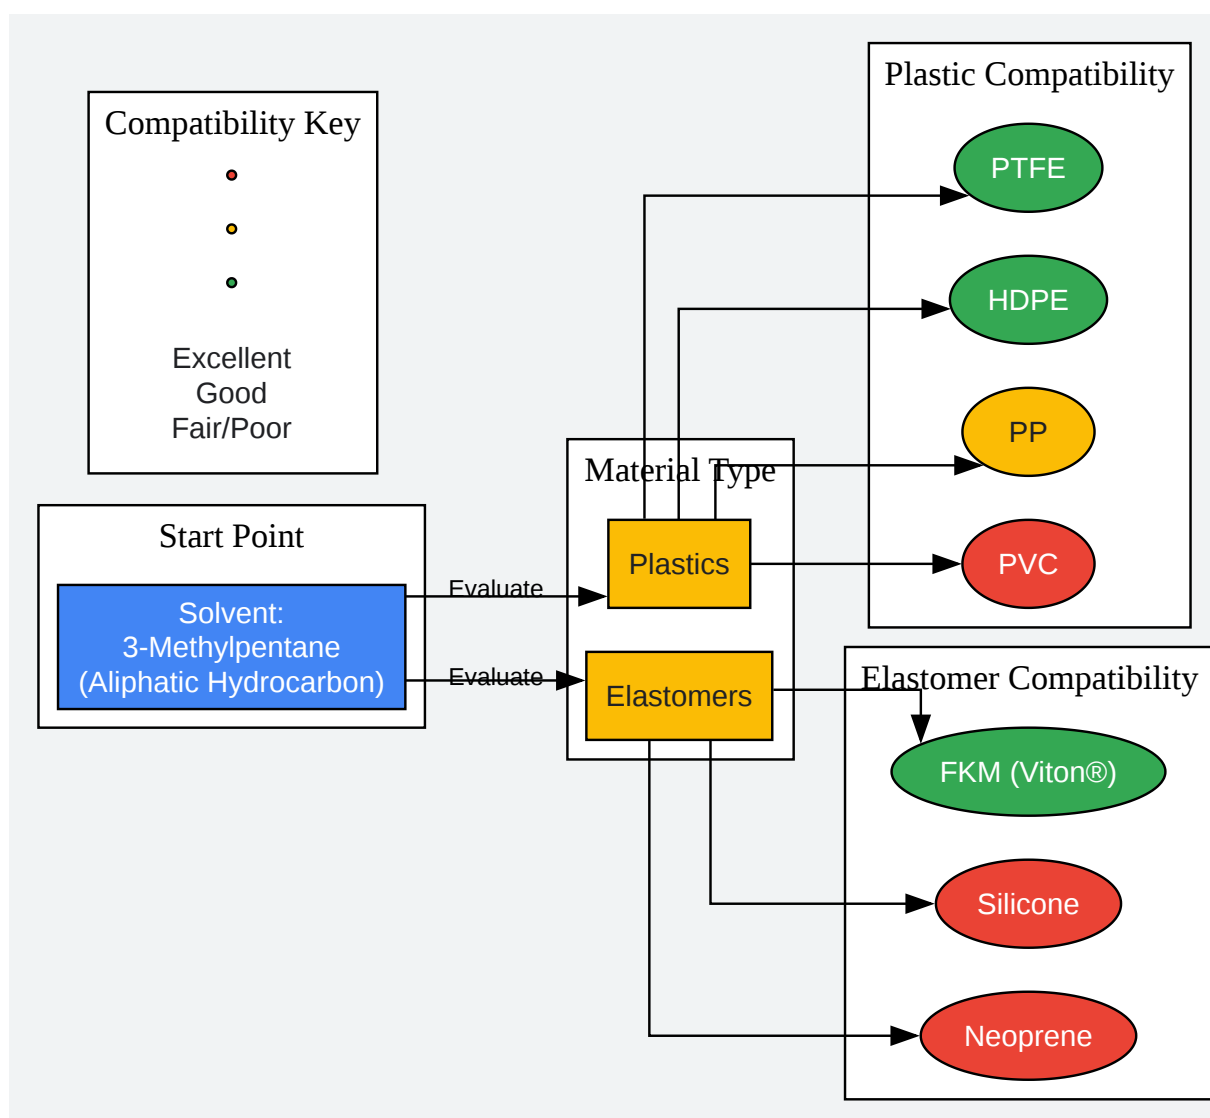 Compatibility Key
Excellent
Good
Fair/Poor
Start Point
Solvent:
3-Methylpentane
(Aliphatic Hydrocarbon)
Evaluate
Evaluate
Material Type
Plastics
Elastomers
Plastic Compatibility
PTFE
HDPE
PP
PVC
Elastomer Compatibility
FKM (Viton®)
Silicone
Neoprene